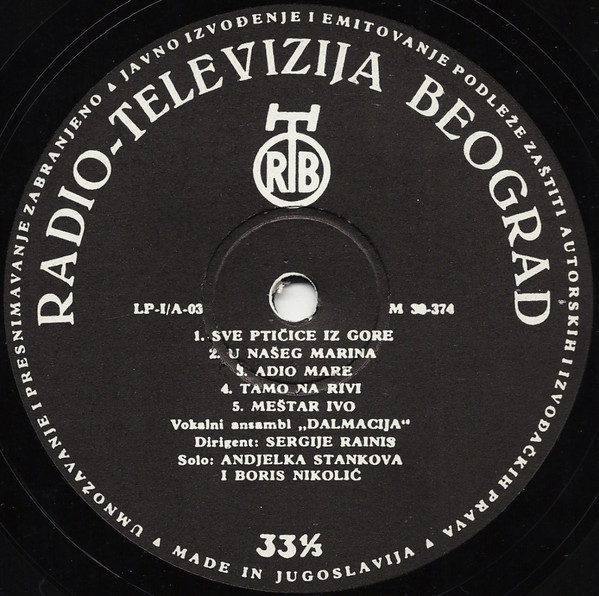 UMNOŽAVANJE I PRESNIMAVANJE ZABRANJENO ▲ JAVNO IZVOĐENJE I EMITOVANJE PODLEŽE ZAŠTITI AUTORSKIH I IZVOĐAČKIH PRAVA ▲
RADIO-TELEVIZIJA BEOGRAD
RTB
LP-I/A-03 M 38-374
1. SVE PTIČICE IZ GORE
2. U NAŠEG MARINA
3. ADIO MARE
4. TAMO NA RIVI
5. MEŠTAR IVO
Vokalni ansambl „DALMACIJA“
Dirigent: SERGIJE RAINIS
Solo: ANDJELKA STANKOVA
I BORIS NIKOLIĆ
33⅓
▲ MADE IN JUGOSLAVIJA ▲